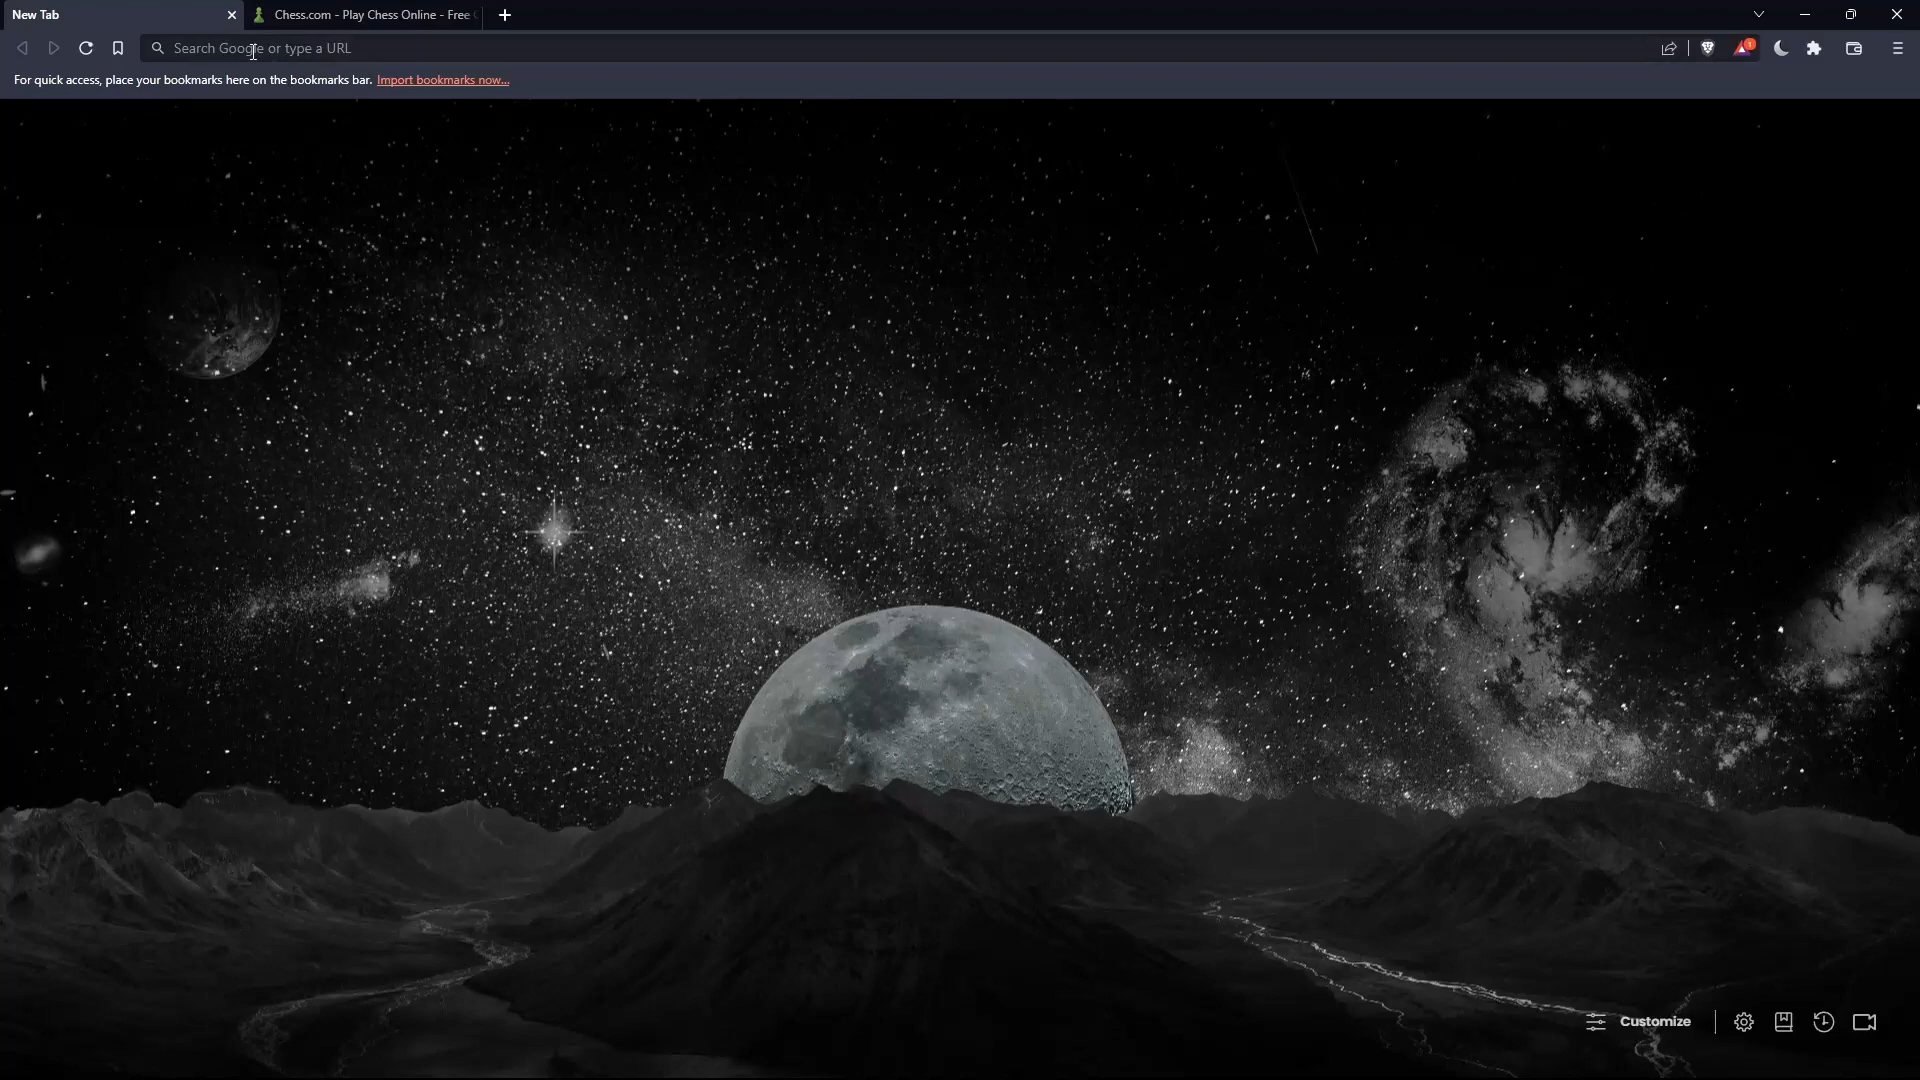 New Tab
Chess.com - Play Chess Online - Free
Search Google or type a URL
1
For quick access, place your bookmarks here on the bookmarks bar. Import bookmarks now...
Customize